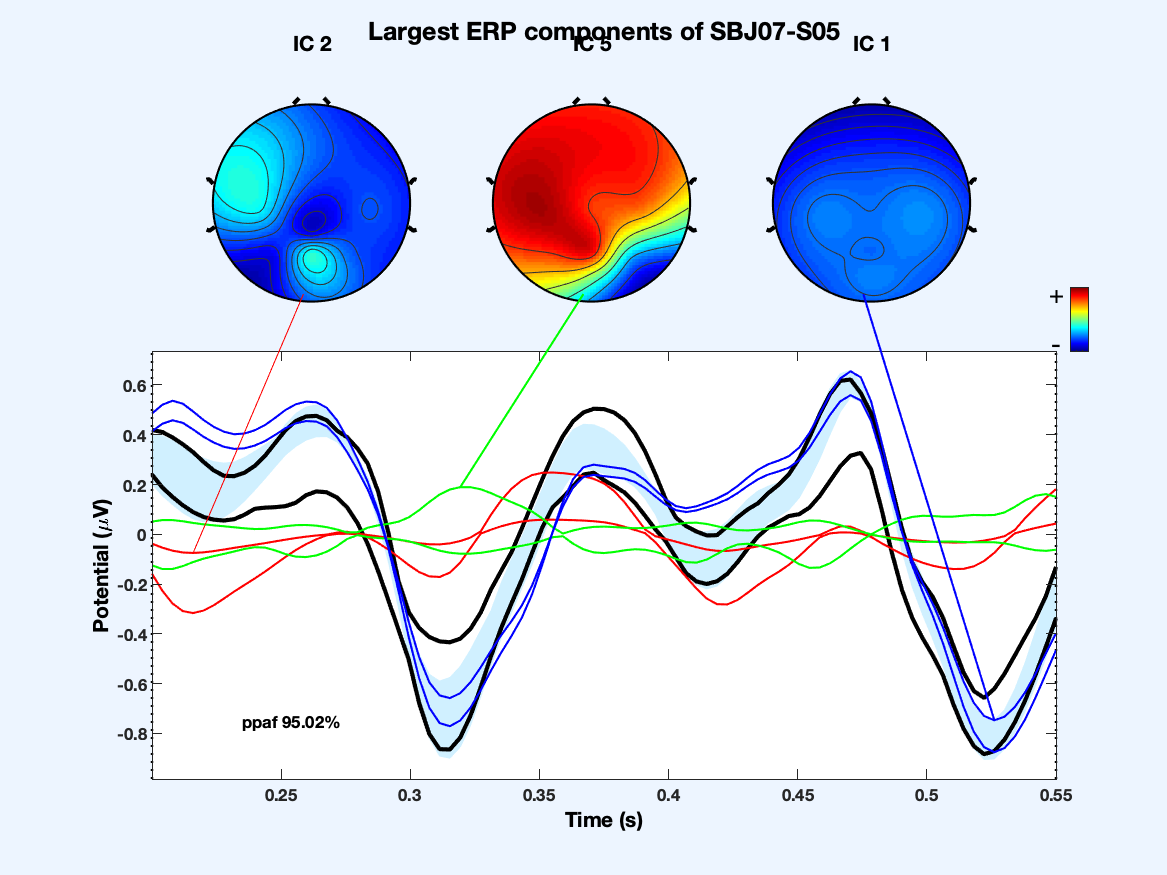 Largest ERP components of SBJ07-S05
IC 2
IC 5
IC 1
+
-
0.6
0.4
0.2
0
-0.2
-0.4
-0.6
-0.8
Potential (μV)
ppaf 95.02%
0.25
0.3
0.35
0.4
0.45
0.5
0.55
Time (s)